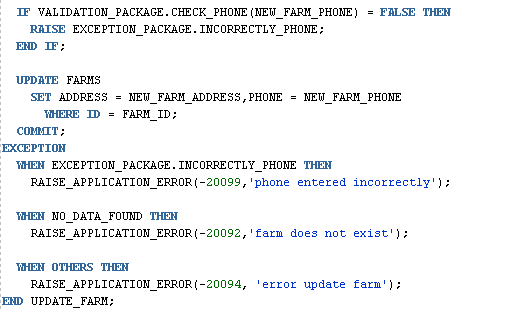 IF VALIDATION_PACKAGE.CHECK_PHONE(NEW_FARM_PHONE) = FALSE THEN
RAISE EXCEPTION_PACKAGE.INCORRECTLY_PHONE;
END IF;
UPDATE FARMS
SET ADDRESS = NEW_FARM_ADDRESS,PHONE = NEW_FARM_PHONE
WHERE ID = FARM_ID;
COMMIT;
EXCEPTION
WHEN EXCEPTION_PACKAGE.INCORRECTLY_PHONE THEN
RAISE_APPLICATION_ERROR(-20099,'phone entered incorrectly');
WHEN NO_DATA_FOUND THEN
RAISE_APPLICATION_ERROR(-20092,'farm does not exist');
WHEN OTHERS THEN
RAISE_APPLICATION_ERROR(-20094, 'error update farm');
END UPDATE_FARM;